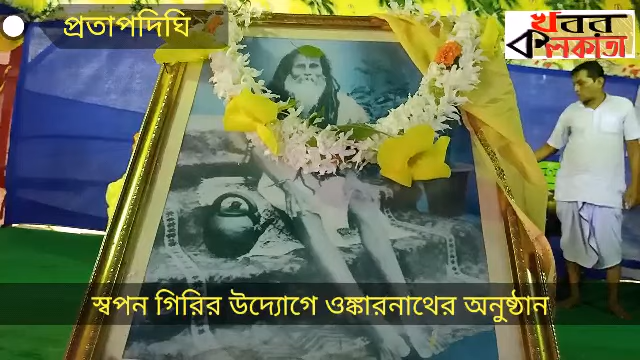 প্রতাপদিঘি
খবর
কলকাতা
স্বপন গিরির উদ্যোগে ওঙ্কারনাথের অনুষ্ঠান